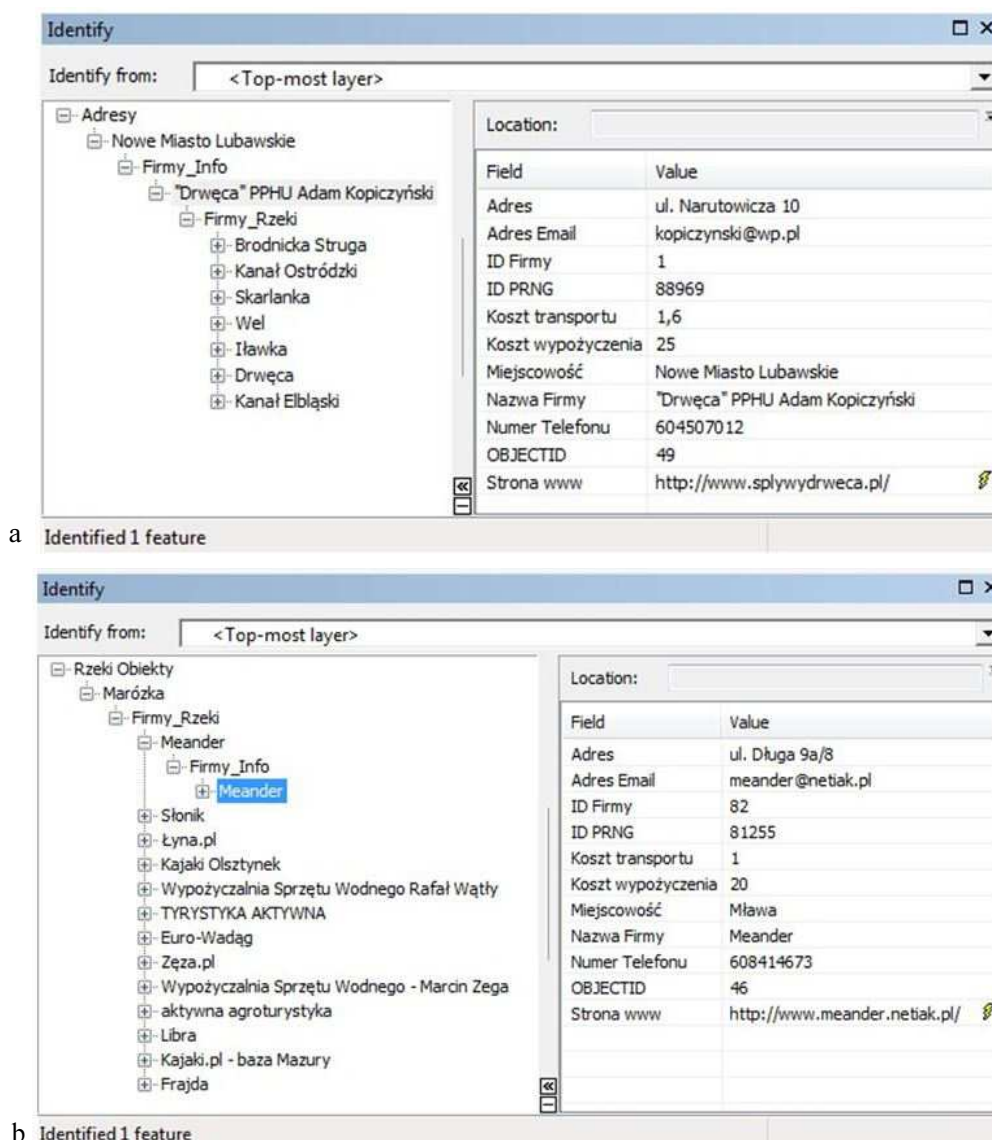 Identify
Identify from: <Top-most layer>
Adresy
Nowe Miasto Lubawskie
Firmy_Info
"Drwęca" PPHU Adam Kopiczyński
Firmy_Rzeki
Brodnicka Struga
Kanał Ostródzki
Skarlanka
Wel
Iławka
Drwęca
Kanał Elbląski
Location:
Field Value
Adres ul. Narutowicza 10
Adres Email kopiczynski@wp.pl
ID Firmy 1
ID PRNG 88969
Koszt transportu 1,6
Koszt wypożyczenia 25
Miejscowość Nowe Miasto Lubawskie
Nazwa Firmy "Drwęca" PPHU Adam Kopiczyński
Numer Telefonu 604507012
OBJECTID 49
Strona www http://www.splywydrweca.pl/
a Identified 1 feature
Identify
Identify from: <Top-most layer>
Rzeki Obiekty
Marózka
Firmy_Rzeki
Meander
Firmy_Info
Meander
Słonik
Łyna.pl
Kajaki Olsztynek
Wypożyczalnia Sprzętu Wodnego Rafał Wątły
TYRYSTYKA AKTYWNA
Euro-Wadąg
Zęza.pl
Wypożyczalnia Sprzętu Wodnego - Marcin Zega
aktywna agroturystyka
Libra
Kajaki.pl - baza Mazury
Frajda
Location:
Field Value
Adres ul. Długa 9a/8
Adres Email meander@netiak.pl
ID Firmy 82
ID PRNG 81255
Koszt transportu 1
Koszt wypożyczenia 20
Miejscowość Mława
Nazwa Firmy Meander
Numer Telefonu 608414673
OBJECTID 46
Strona www http://www.meander.netiak.pl/
b Identified 1 feature